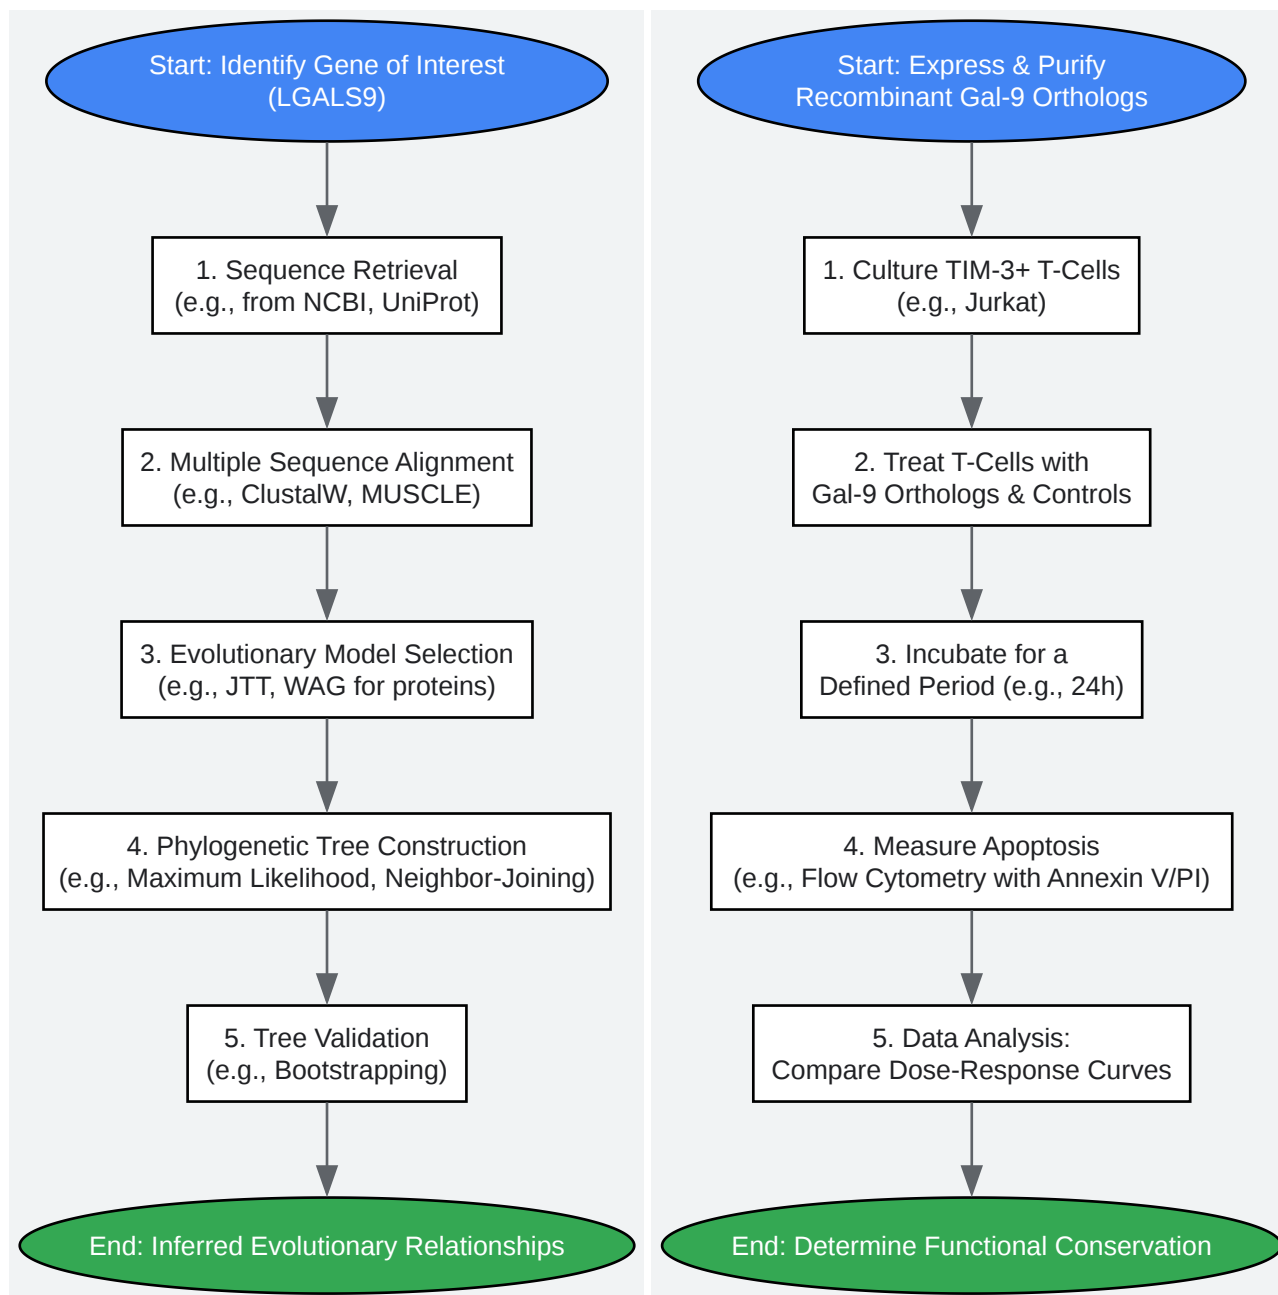 Start: Identify Gene of Interest
(LGALS9)
1. Sequence Retrieval
(e.g., from NCBI, UniProt)
2. Multiple Sequence Alignment
(e.g., ClustalW, MUSCLE)
3. Evolutionary Model Selection
(e.g., JTT, WAG for proteins)
4. Phylogenetic Tree Construction
(e.g., Maximum Likelihood, Neighbor-Joining)
5. Tree Validation
(e.g., Bootstrapping)
End: Inferred Evolutionary Relationships
Start: Express & Purify
Recombinant Gal-9 Orthologs
1. Culture TIM-3+ T-Cells
(e.g., Jurkat)
2. Treat T-Cells with
Gal-9 Orthologs & Controls
3. Incubate for a
Defined Period (e.g., 24h)
4. Measure Apoptosis
(e.g., Flow Cytometry with Annexin V/PI)
5. Data Analysis:
Compare Dose-Response Curves
End: Determine Functional Conservation